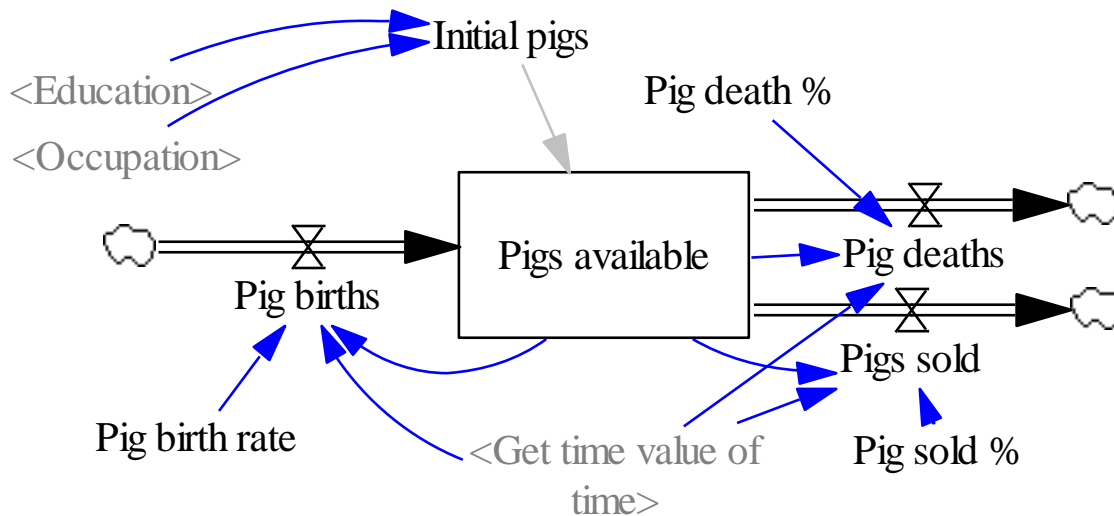 Initial pigs
<Education>
Pig death %
<Occupation>
Pigs available
Pig deaths
Pig births
Pigs sold
Pig birth rate
<Get time value of
time>
Pig sold %